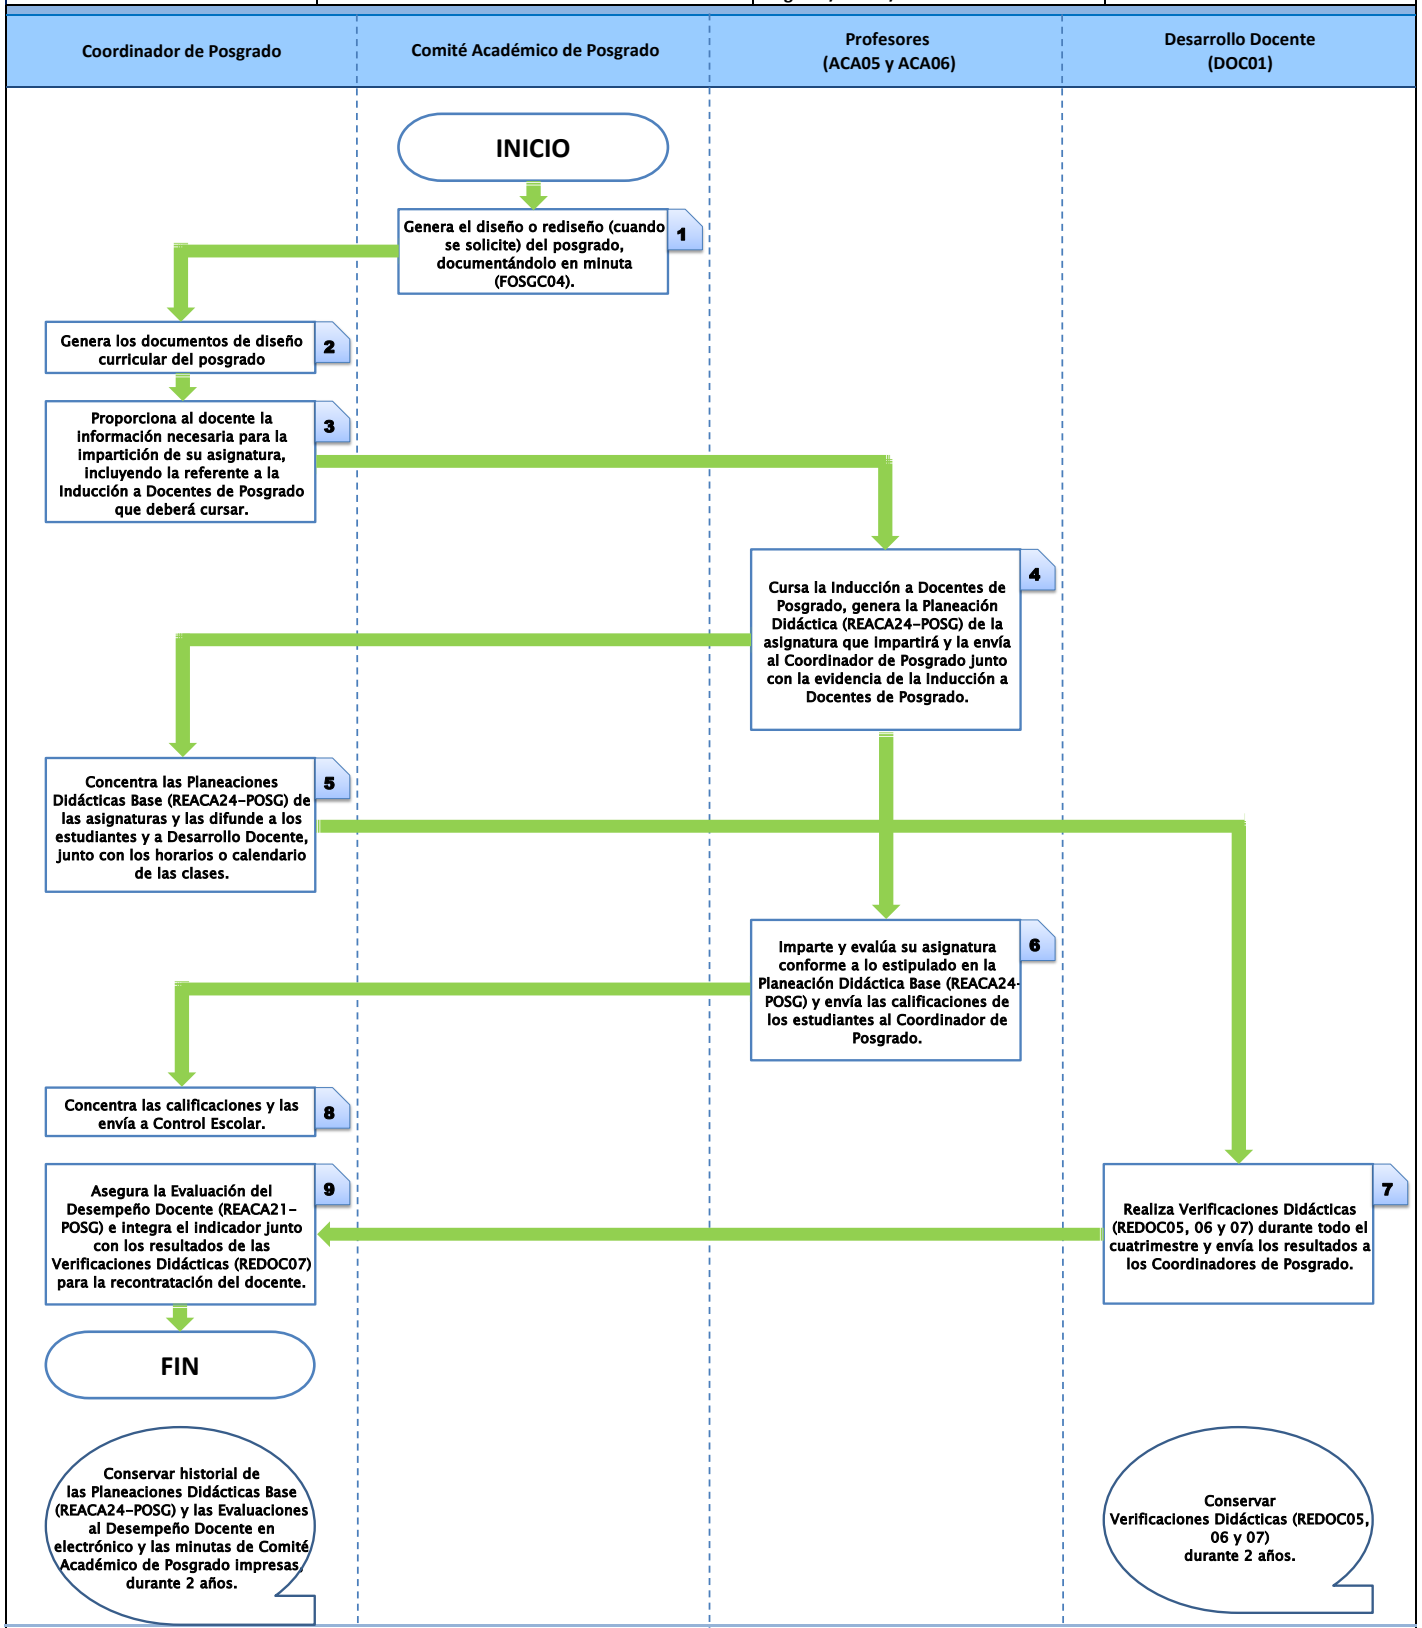 Coordinador de Posgrado
Comité Académico de Posgrado
Profesores
(ACA05 y ACA06)
Desarrollo Docente
(DOC01)
INICIO
Genera el diseño o rediseño (cuando
se solicite) del posgrado,
documentándolo en minuta
(FOSGC04).
1
Genera los documentos de diseño
curricular del posgrado
2
Proporciona al docente la
información necesaria para la
impartición de su asignatura,
incluyendo la referente a la
Inducción a Docentes de Posgrado
que deberá cursar.
3
Cursa la Inducción a Docentes de
Posgrado, genera la Planeación
Didáctica (REACA24-POSG) de la
asignatura que impartirá y la envía
al Coordinador de Posgrado junto
con la evidencia de la Inducción a
Docentes de Posgrado.
4
Concentra las Planeaciones
Didácticas Base (REACA24-POSG) de
las asignaturas y las difunde a los
estudiantes y a Desarrollo Docente,
junto con los horarios o calendario
de las clases.
5
Imparte y evalúa su asignatura
conforme a lo estipulado en la
Planeación Didáctica Base (REACA24-
POSG) y envía las calificaciones de
los estudiantes al Coordinador de
Posgrado.
6
Concentra las calificaciones y las
envía a Control Escolar.
8
Asegura la Evaluación del
Desempeño Docente (REACA21-
POSG) e integra el indicador junto
con los resultados de las
Verificaciones Didácticas (REDOC07)
para la recontratación del docente.
9
Realiza Verificaciones Didácticas
(REDOC05, 06 y 07) durante todo el
cuatrimestre y envía los resultados a
los Coordinadores de Posgrado.
7
FIN
Conservar historial de
las Planeaciones Didácticas Base
(REACA24-POSG) y las Evaluaciones
al Desempeño Docente en
electrónico y las minutas de Comité
Académico de Posgrado impresas,
durante 2 años.
Conservar
Verificaciones Didácticas (REDOC05,
06 y 07)
durante 2 años.